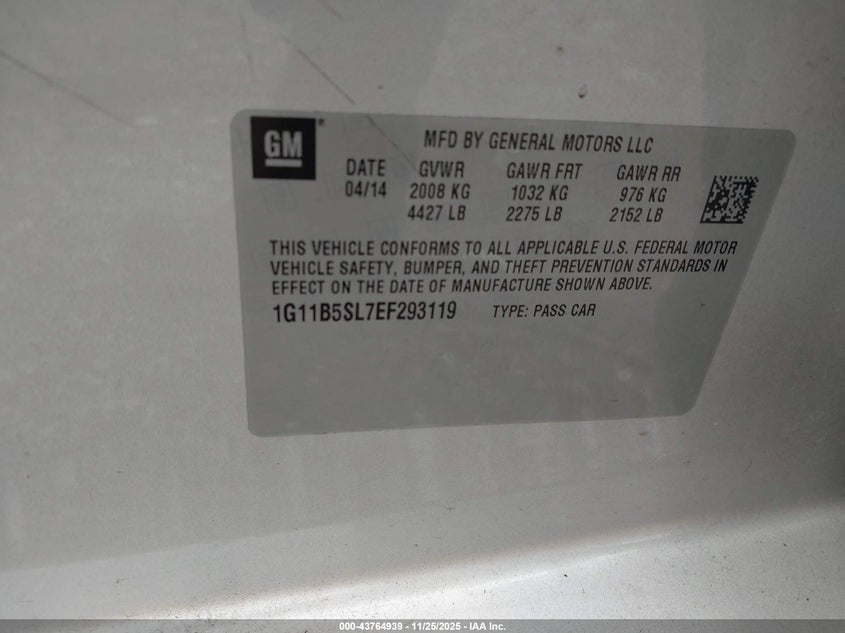 GM®
MFD BY GENERAL MOTORS LLC
DATE GVWR GAWR FRT GAWR RR
04/14 2008 KG 1032 KG 976 KG
4427 LB 2275 LB 2152 LB
THIS VEHICLE CONFORMS TO ALL APPLICABLE U.S. FEDERAL MOTOR
VEHICLE SAFETY, BUMPER, AND THEFT PREVENTION STANDARDS IN
EFFECT ON THE DATE OF MANUFACTURE SHOWN ABOVE.
1G11B5SL7EF293119 TYPE: PASS CAR
000-43764939 - 11/25/2025 - IAA Inc.